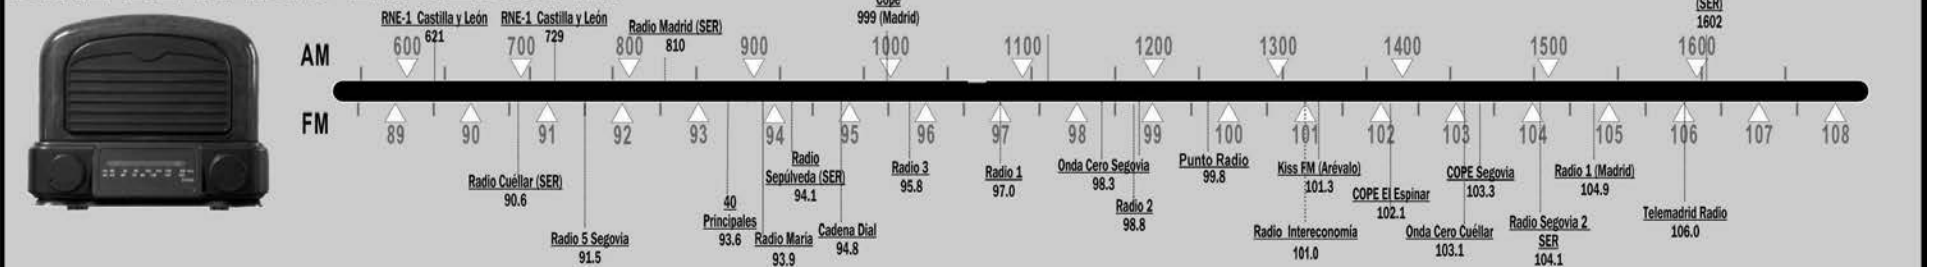 Cope
999 (Madrid)
(SER)
1602
RNE-1 Castilla y León
621
RNE-1 Castilla y León
729
Radio Madrid (SER)
810
AM
600 700 800 900 1000 1100 1200 1300 1400 1500 1600
FM
89 90 91 92 93 94 95 96 97 98 99 100 101 102 103 104 105 106 107 108
Radio Cuéllar (SER)
90.6
Radio 5 Segovia
91.5
40
Principales
93.6
Radio María
93.9
Radio
Sepúlveda (SER)
94.1
Cadena Dial
94.8
Radio 3
95.8
Radio 1
97.0
Onda Cero Segovia
98.3
Radio 2
98.8
Punto Radio
99.8
Kiss FM (Arévalo)
101.3
Radio Intereconomía
101.0
COPE El Espinar
102.1
Onda Cero Cuéllar
103.1
COPE Segovia
103.3
Radio Segovia 2
SER
104.1
Radio 1 (Madrid)
104.9
Telemadrid Radio
106.0